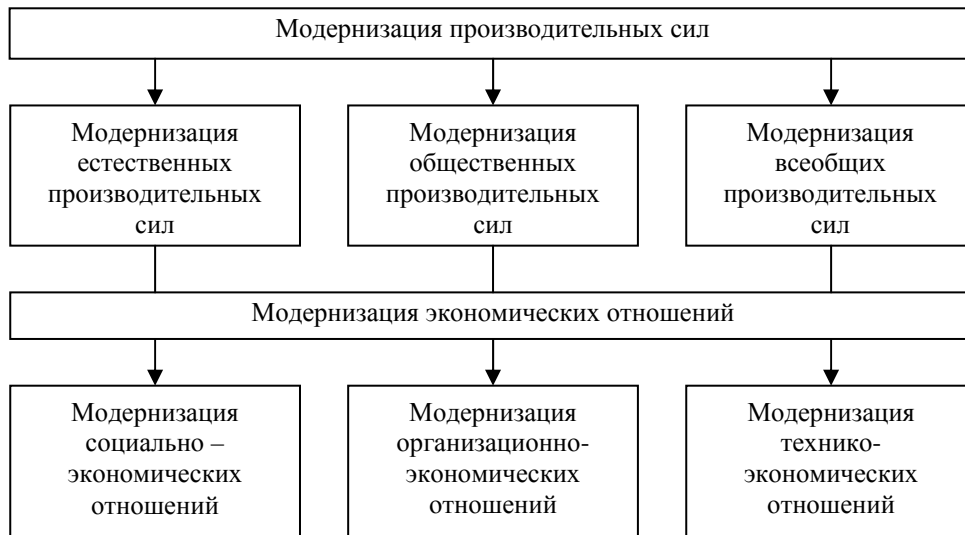 Модернизация производительных сил
Модернизация
естественных
производительных
сил
Модернизация
общественных
производительных
сил
Модернизация
всеобщих
производительных
сил
Модернизация экономических отношений
Модернизация
социально –
экономических
отношений
Модернизация
организационно-
экономических
отношений
Модернизация
технико-
экономических
отношений